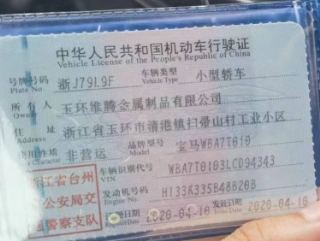 中华人民共和国机动车行驶证
Vehicle License of the People's Republic of China
号牌号码 浙J79L9F 车辆类型 小型轿车
Plate No. Vehicle Type
所有人 玉环维腾金属制品有限公司
Owner
住址 浙江省玉环市清港镇扫帚山村工业小区
Address
使用性质 非营运 品牌型号 宝马WBA7T010
Use Character Model
浙江省台州 车辆识别代号 WBA7T0103LCD94343
VIN
市公安局交 发动机号码 H133K335B48B20B
Engine No.
通警察支队 2020-04-10 2020-04-10